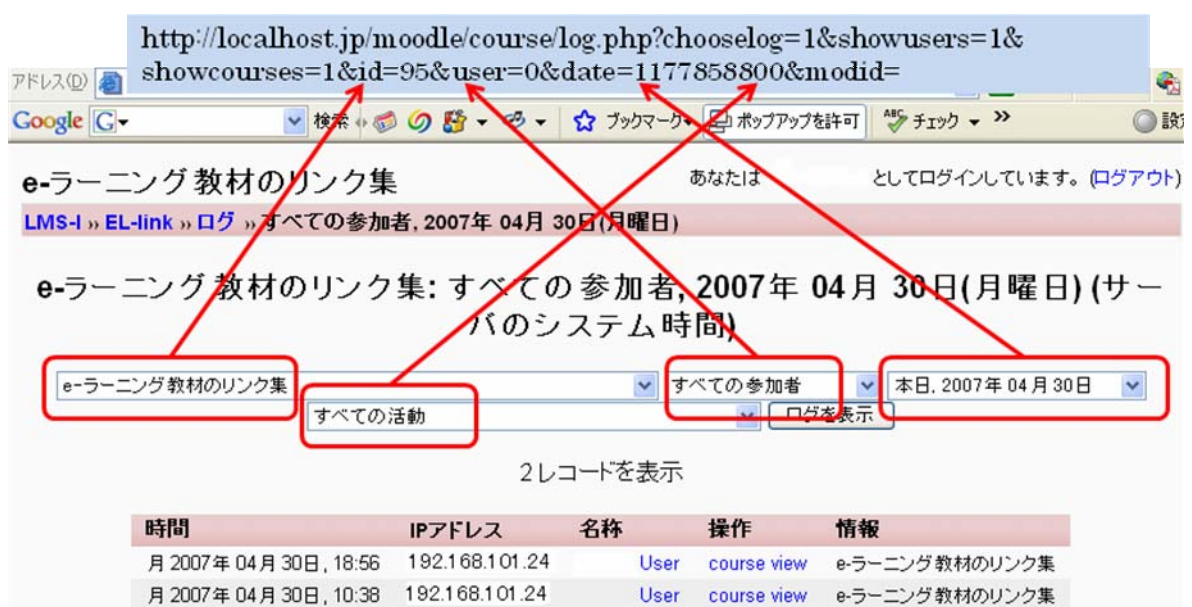 http://localhost.jp/moodle/course/log.php?chooselog=1&showusers=1&
showcourses=1&id=95&user=0&date=1177858800&modid=
アドレス(D)
Google G 検索 ブックマーク ポップアップを許可 ABC チェック » 設定
e-ラーニング教材のリンク集 あなたは としてログインしています。(ログアウト)
LMS-I » EL-link » ログ » すべての参加者, 2007年 04月 30日(月曜日)
e-ラーニング教材のリンク集: すべての参加者, 2007年 04月 30日(月曜日) (サー
バのシステム時間)
e-ラーニング教材のリンク集 すべての参加者 本日, 2007年 04月 30日
すべての活動 ログを表示
2レコードを表示
時間 IPアドレス 名称 操作 情報
月 2007年 04月 30日, 18:56 192.168.101.24 User course view e-ラーニング教材のリンク集
月 2007年 04月 30日, 10:38 192.168.101.24 User course view e-ラーニング教材のリンク集